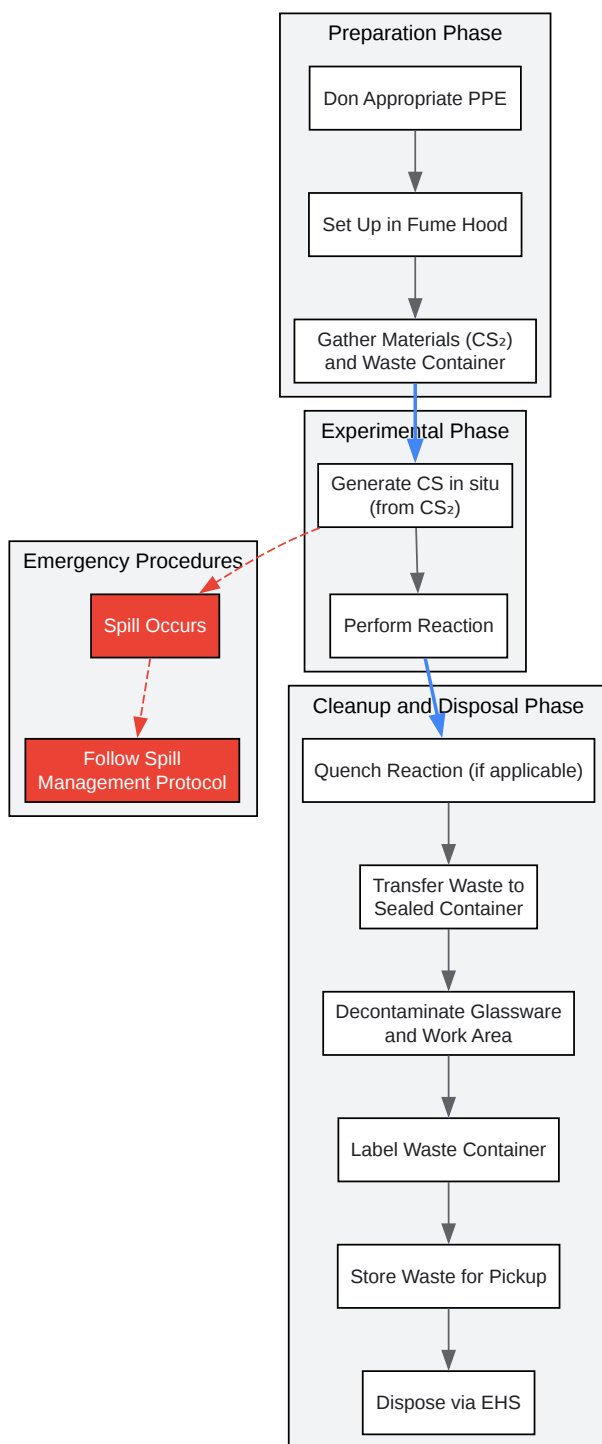 Preparation Phase
Don Appropriate PPE
Set Up in Fume Hood
Gather Materials (CS₂)
and Waste Container
Experimental Phase
Generate CS in situ
(from CS₂)
Perform Reaction
Emergency Procedures
Spill Occurs
Follow Spill
Management Protocol
Cleanup and Disposal Phase
Quench Reaction (if applicable)
Transfer Waste to
Sealed Container
Decontaminate Glassware
and Work Area
Label Waste Container
Store Waste for Pickup
Dispose via EHS